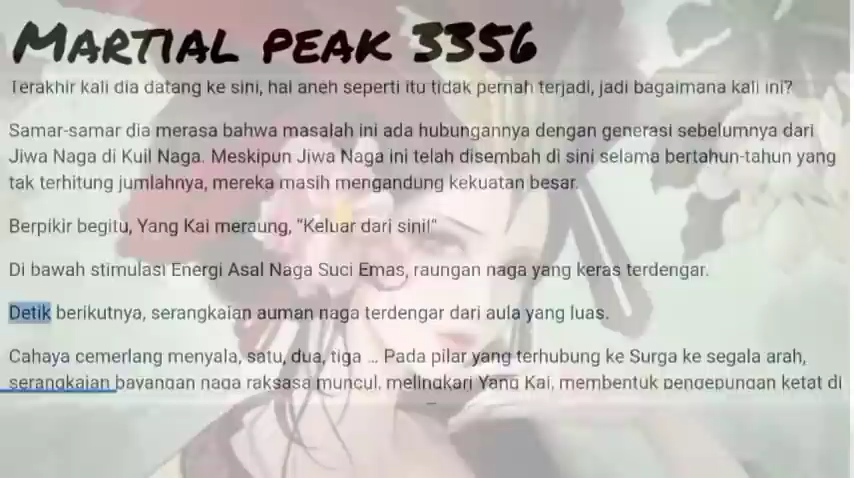 MARTIAL PEAK 3356
Terakhir kali dia datang ke sini, hal aneh seperti itu tidak pernah terjadi, jadi bagaimana kali ini?
Samar-samar dia merasa bahwa masalah ini ada hubungannya dengan generasi sebelumnya dari
Jiwa Naga di Kuil Naga. Meskipun Jiwa Naga ini telah disembah di sini selama bertahun-tahun yang
tak terhitung jumlahnya, mereka masih mengandung kekuatan besar.
Berpikir begitu, Yang Kai meraung, “Keluar dari sini!“
Di bawah stimulasi Energi Asal Naga Suci Emas, raungan naga yang keras terdengar.
Detik berikutnya, serangkaian auman naga terdengar dari aula yang luas.
Cahaya cemerlang menyala, satu, dua, tiga ... Pada pilar yang terhubung ke Surga ke segala arah,
serangkaian bayangan naga raksasa muncul, melingkari Yang Kai, membentuk pengepungan ketat di